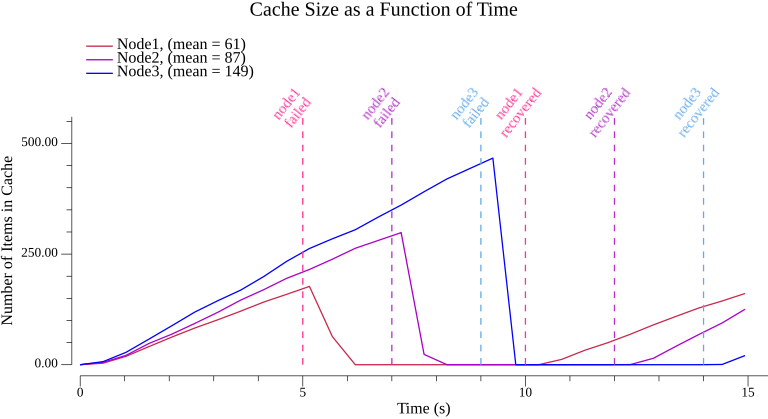 Cache Size as a Function of Time
Node1, (mean = 61)
Node2, (mean = 87)
Node3, (mean = 149)
node1
failed
node2
failed
node3
failed
node1
recovered
node2
recovered
node3
recovered
Number of Items in Cache
500.00
250.00
0.00
0
5
10
15
Time (s)